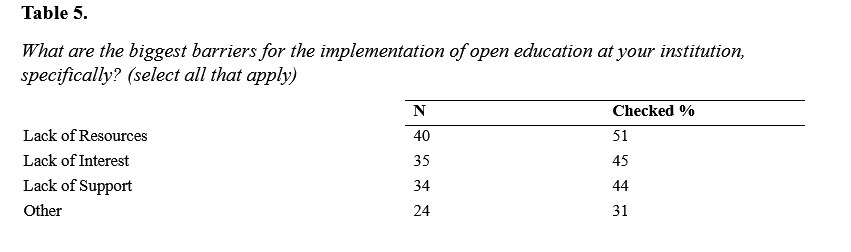 Table 5.
What are the biggest barriers for the implementation of open education at your institution,
specifically? (select all that apply)
N Checked %
Lack of Resources 40 51
Lack of Interest 35 45
Lack of Support 34 44
Other 24 31